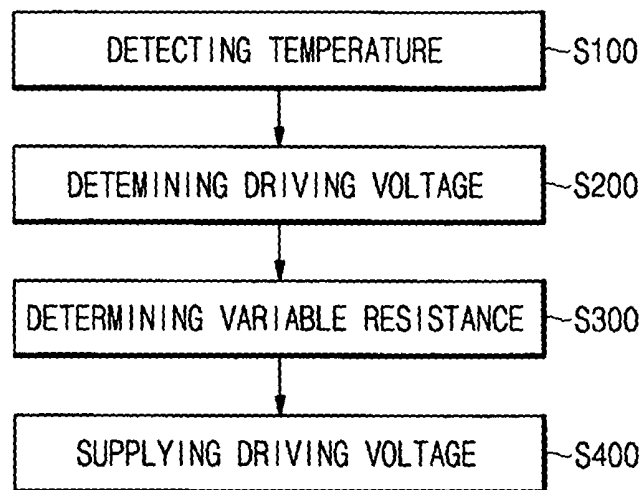 DETECTING TEMPERATURE S100
DETEMINING DRIVING VOLTAGE S200
DETERMINING VARIABLE RESISTANCE S300
SUPPLYING DRIVING VOLTAGE S400